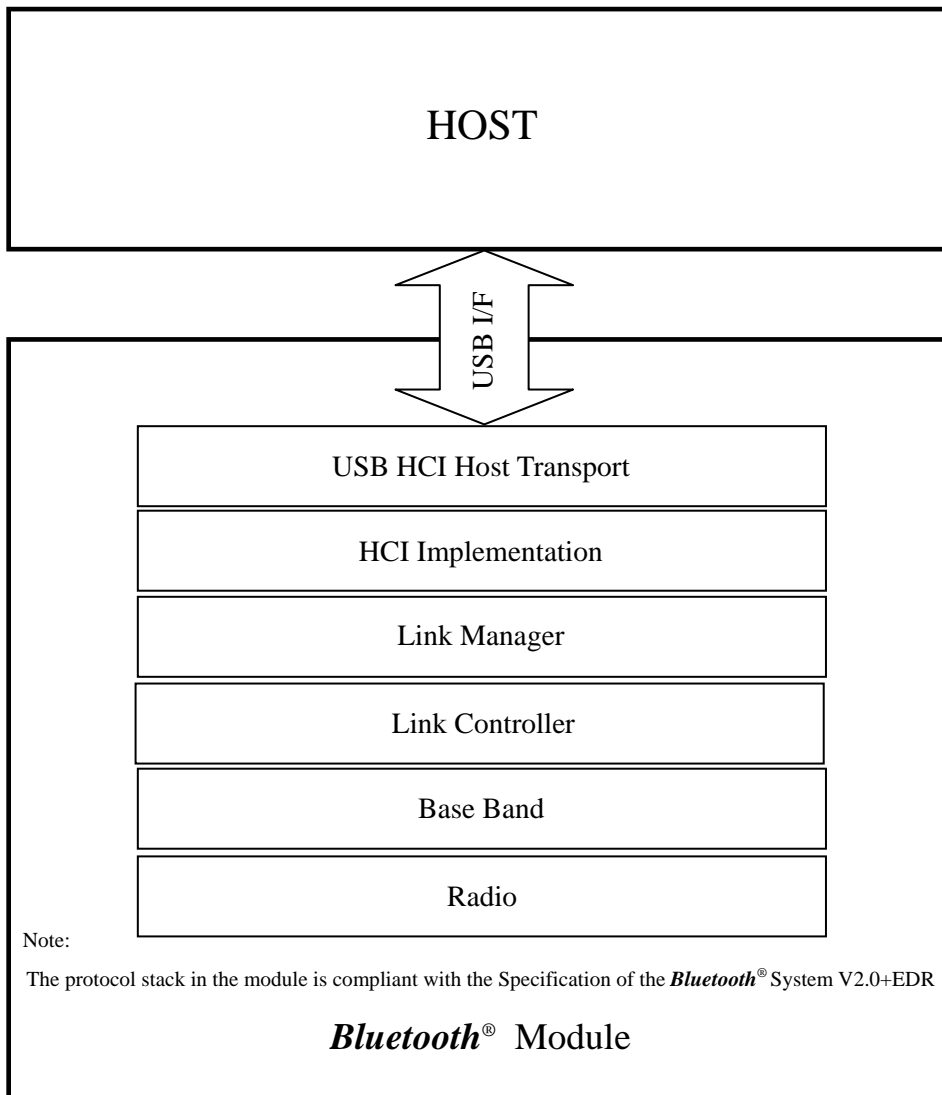 HOST
USB I/F
USB HCI Host Transport
HCI Implementation
Link Manager
Link Controller
Base Band
Radio
Note:
The protocol stack in the module is compliant with the Specification of the Bluetooth® System V2.0+EDR
Bluetooth® Module